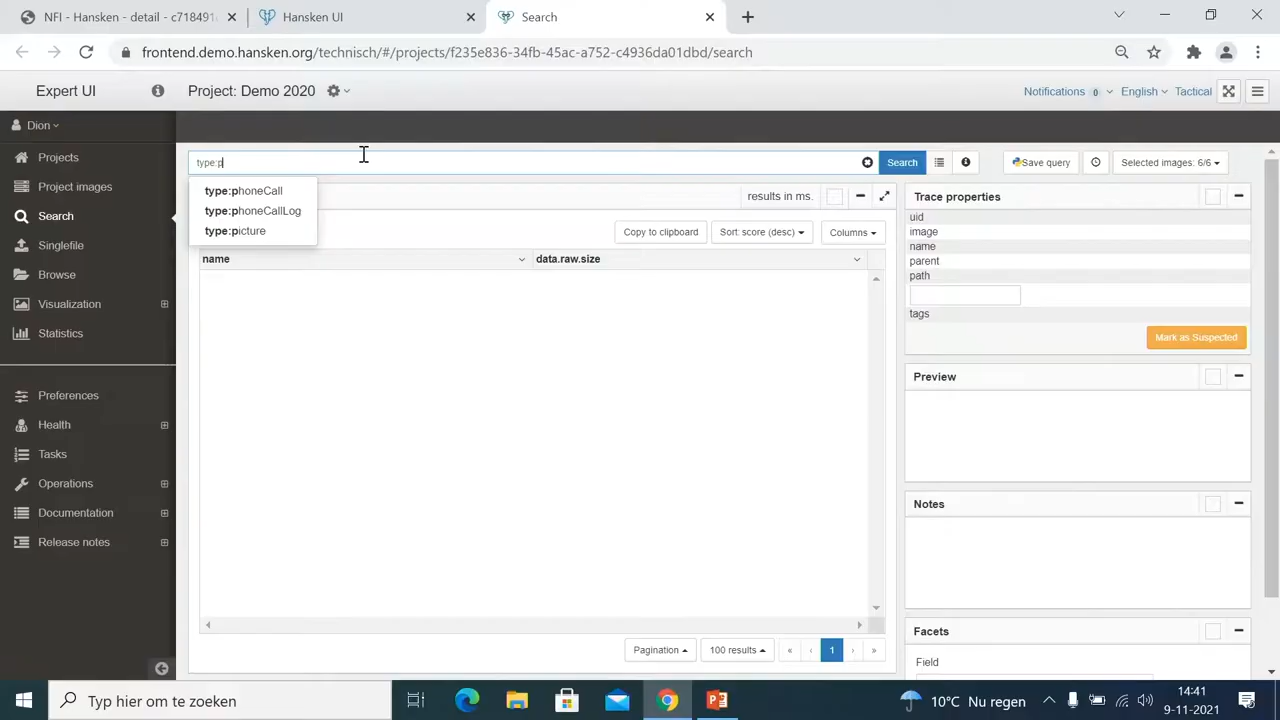 NFI - Hansken - detail - c718491
Hansken UI
Search
frontend.demo.hansken.org/technisch/#/projects/f235e836-34fb-45ac-a752-c4936da01dbd/search
Expert UI
Project: Demo 2020
Notifications 0
English
Tactical
Dion
Projects
Project images
Search
Singlefile
Browse
Visualization
Statistics
Preferences
Health
Tasks
Operations
Documentation
Release notes
type:p
Search
Save query
Selected images: 6/6
type:phoneCall
type:phoneCallLog
type:picture
results in ms.
Copy to clipboard
Sort: score (desc)
Columns
name
data.raw.size
Pagination
100 results
« ‹ 1 › »
Trace properties
uid
image
name
parent
path
tags
Mark as Suspected
Preview
Notes
Facets
Field
Typ hier om te zoeken
10°C Nu regen
14:41
9-11-2021